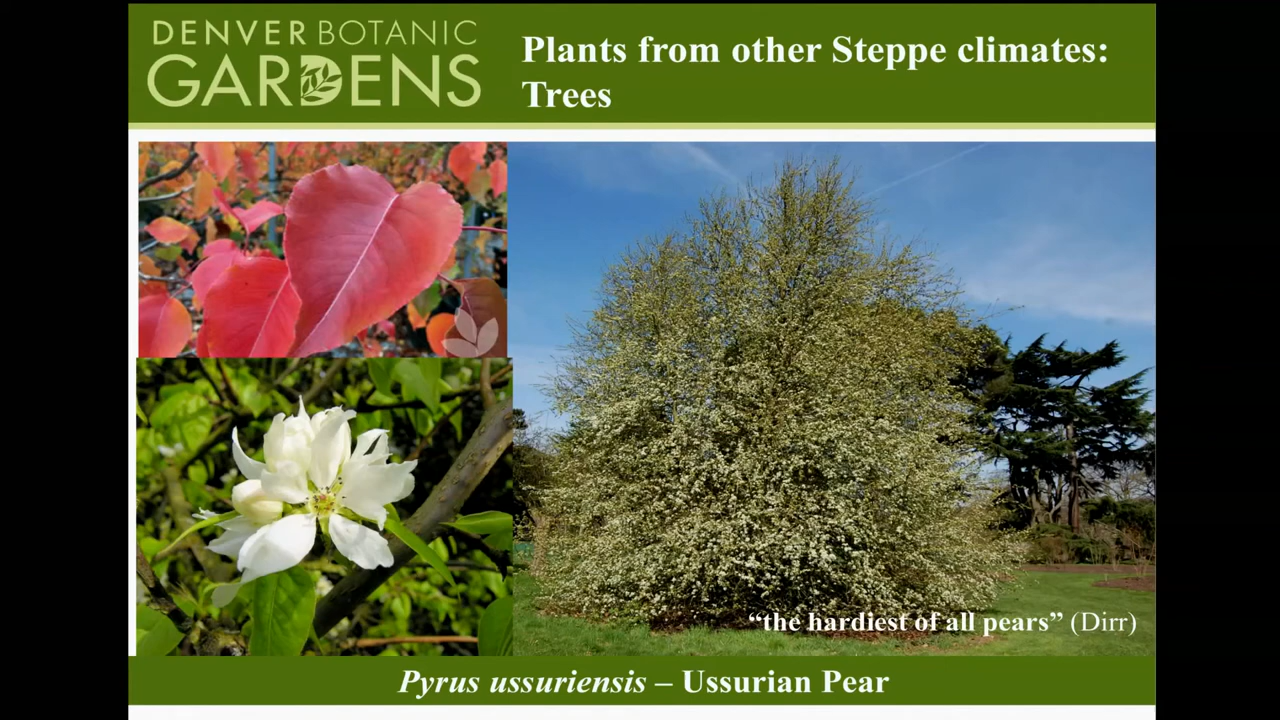 DENVER BOTANIC
GARDENS
Plants from other Steppe climates:
Trees
“the hardiest of all pears” (Dirr)
Pyrus ussuriensis – Ussurian Pear